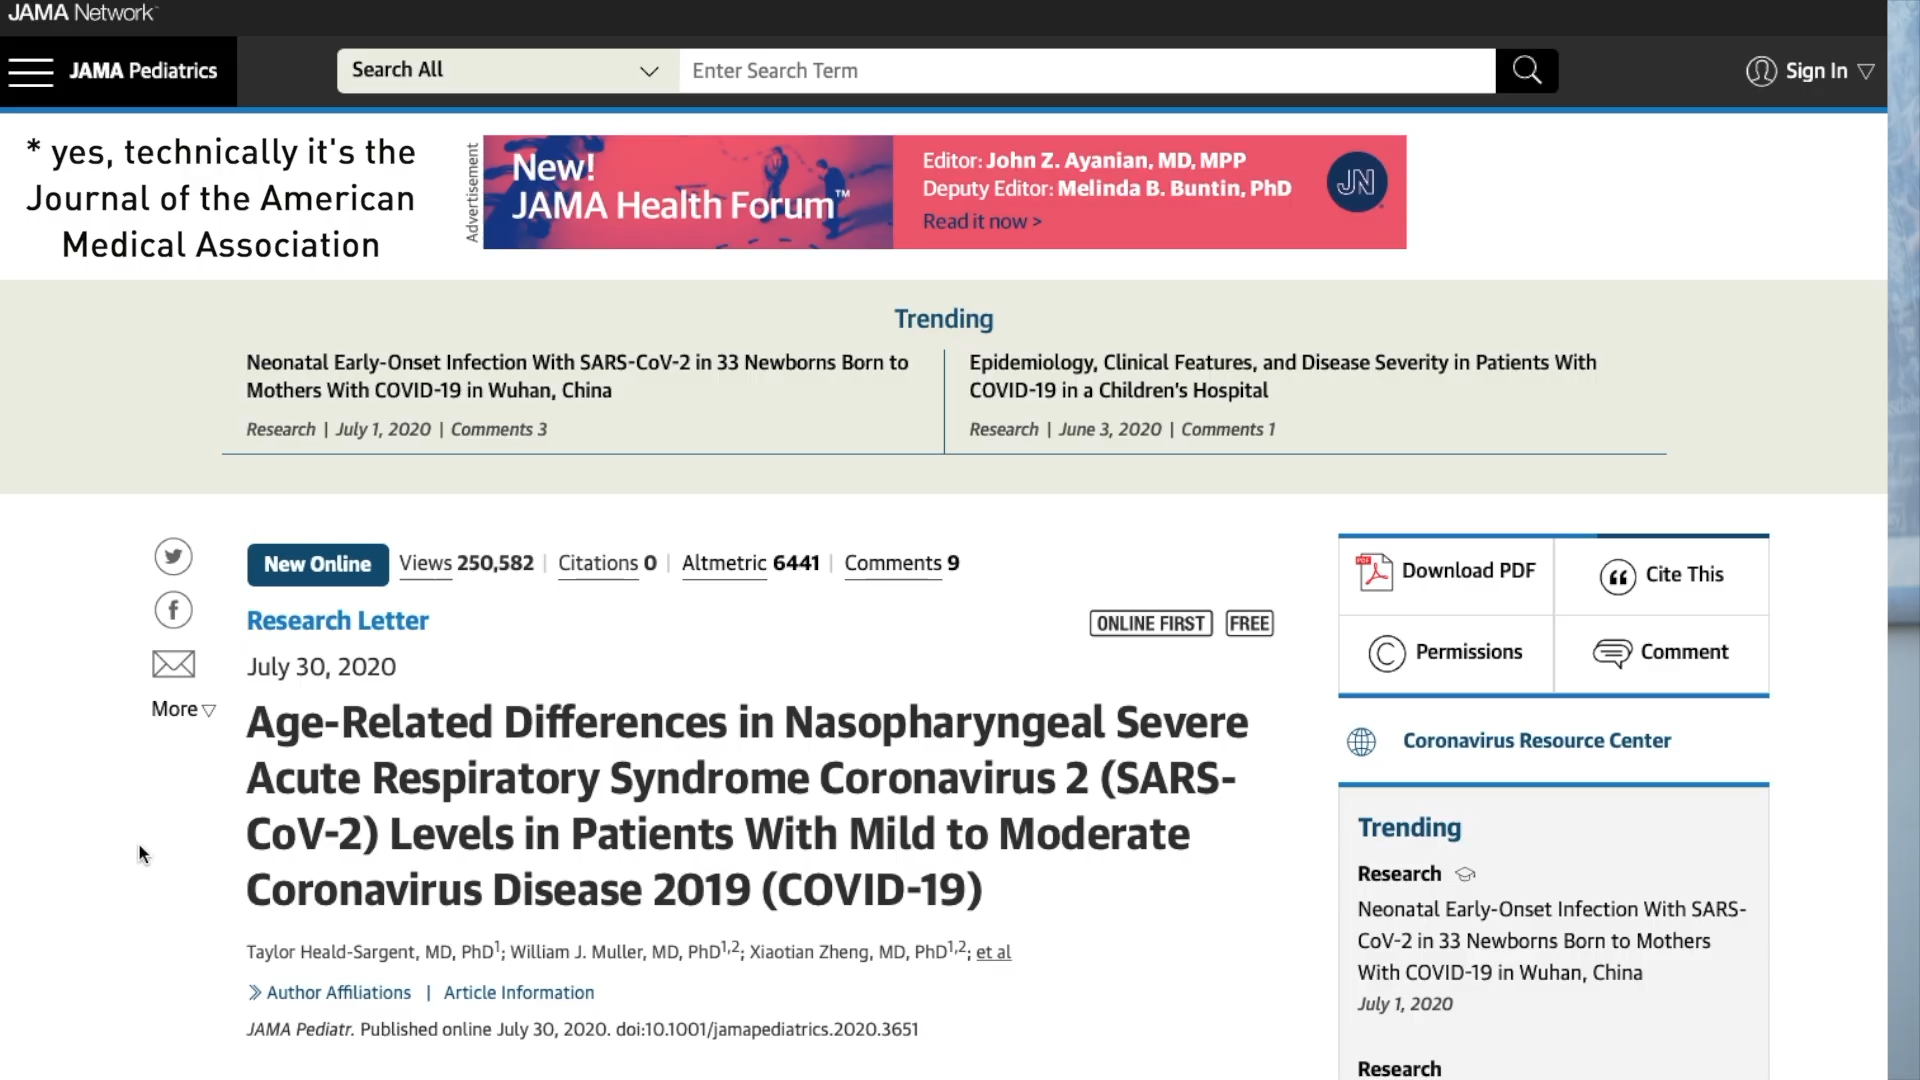 JAMA Network
JAMA Pediatrics
Search All
Enter Search Term
Sign In
* yes, technically it's the
Journal of the American
Medical Association
Advertisement
New!
JAMA Health Forum™
Editor: John Z. Ayanian, MD, MPP
Deputy Editor: Melinda B. Buntin, PhD
Read it now >
JN
Trending
Neonatal Early-Onset Infection With SARS-CoV-2 in 33 Newborns Born to
Mothers With COVID-19 in Wuhan, China
Research | July 1, 2020 | Comments 3
Epidemiology, Clinical Features, and Disease Severity in Patients With
COVID-19 in a Children's Hospital
Research | June 3, 2020 | Comments 1
New Online Views 250,582 | Citations 0 | Altmetric 6441 | Comments 9
Research Letter
ONLINE FIRST FREE
July 30, 2020
More
Age-Related Differences in Nasopharyngeal Severe
Acute Respiratory Syndrome Coronavirus 2 (SARS-
CoV-2) Levels in Patients With Mild to Moderate
Coronavirus Disease 2019 (COVID-19)
Taylor Heald-Sargent, MD, PhD1; William J. Muller, MD, PhD1,2; Xiaotian Zheng, MD, PhD1,2; et al
Author Affiliations | Article Information
JAMA Pediatr. Published online July 30, 2020. doi:10.1001/jamapediatrics.2020.3651
PDF
Download PDF
Cite This
Permissions
Comment
Coronavirus Resource Center
Trending
Research
Neonatal Early-Onset Infection With SARS-
CoV-2 in 33 Newborns Born to Mothers
With COVID-19 in Wuhan, China
July 1, 2020
Research